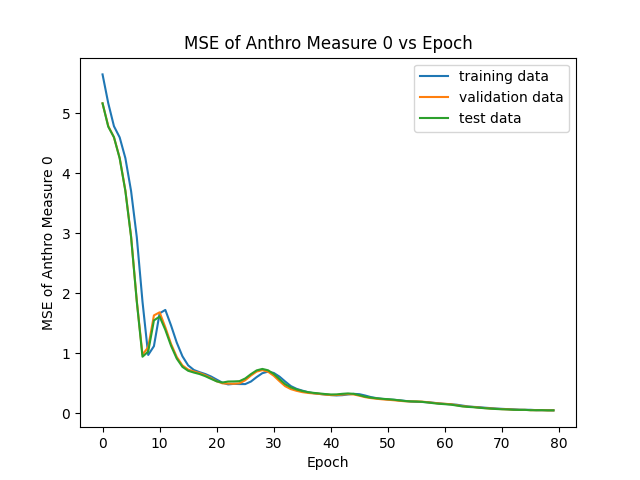 MSE of Anthro Measure 0 vs Epoch
training data
validation data
test data
MSE of Anthro Measure 0
5
4
3
2
1
0
0 10 20 30 40 50 60 70 80
Epoch